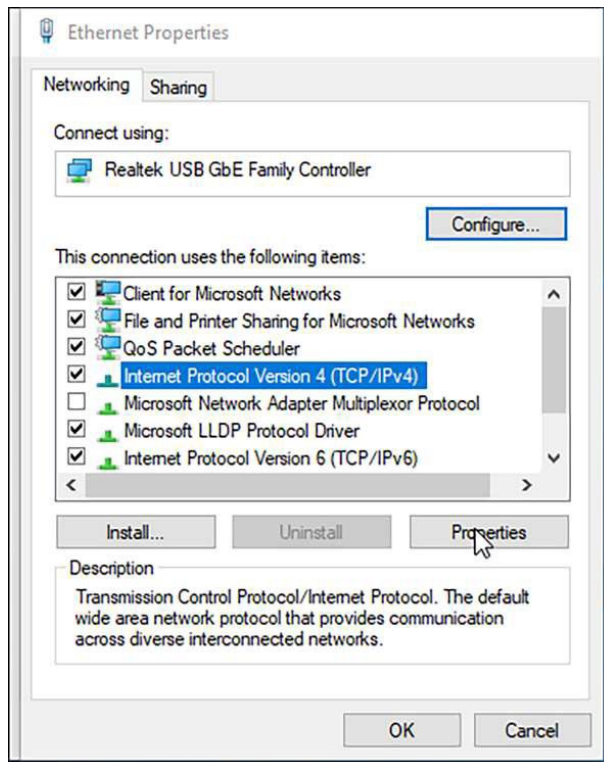 Ethernet Properties
Networking Sharing
Connect using:
Realtek USB GbE Family Controller
Configure...
This connection uses the following items:
Client for Microsoft Networks
File and Printer Sharing for Microsoft Networks
QoS Packet Scheduler
Internet Protocol Version 4 (TCP/IPv4)
Microsoft Network Adapter Multiplexor Protocol
Microsoft LLDP Protocol Driver
Internet Protocol Version 6 (TCP/IPv6)
Install... Uninstall Properties
Description
Transmission Control Protocol/Internet Protocol. The default
wide area network protocol that provides communication
across diverse interconnected networks.
OK Cancel